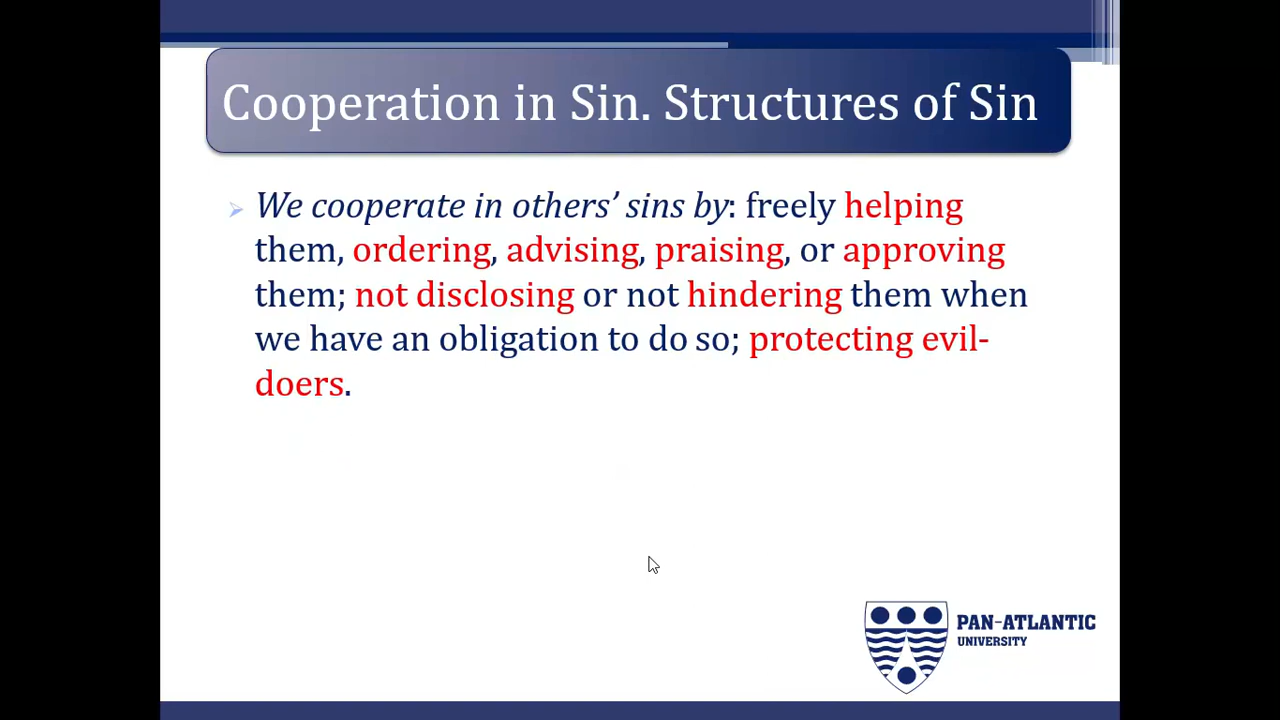 Cooperation in Sin. Structures of Sin
We cooperate in others’ sins by: freely helping
them, ordering, advising, praising, or approving
them; not disclosing or not hindering them when
we have an obligation to do so; protecting evil-
doers.
PAN-ATLANTIC
UNIVERSITY